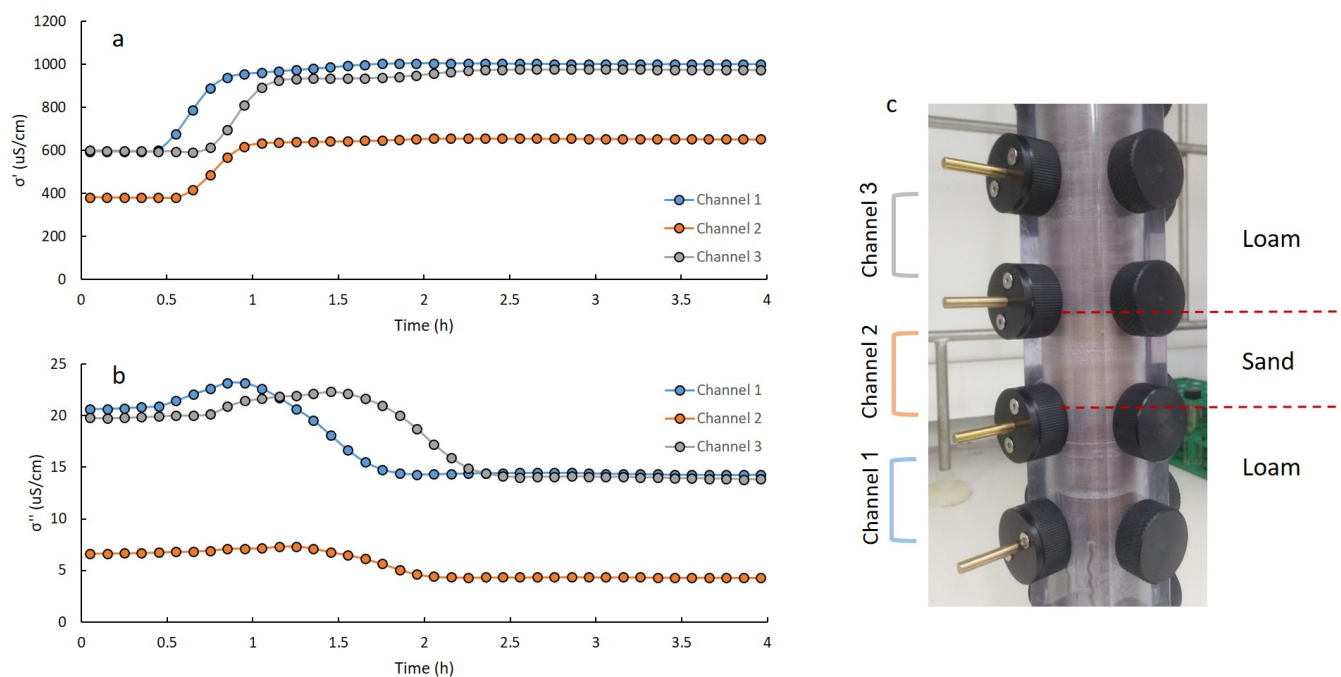 a
σ' (uS/cm)
1200
1000
800
600
400
200
0
0 0.5 1 1.5 2 2.5 3 3.5 4
Time (h)
Channel 1
Channel 2
Channel 3
b
σ'' (uS/cm)
25
20
15
10
5
0
0 0.5 1 1.5 2 2.5 3 3.5 4
Time (h)
Channel 1
Channel 2
Channel 3
c
Channel 3
Channel 2
Channel 1
Loam
Sand
Loam